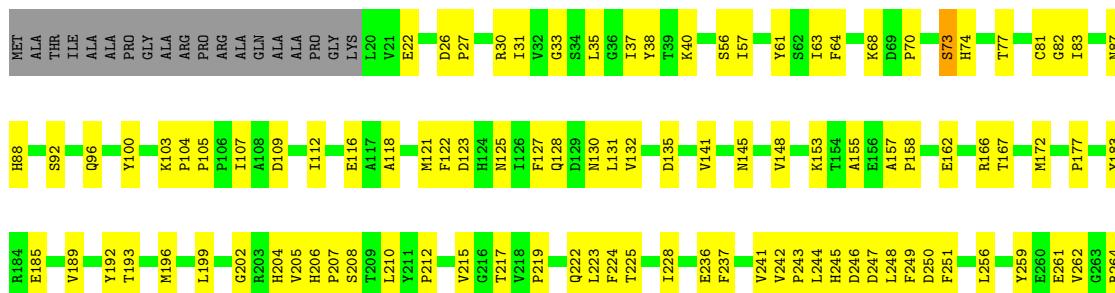 MET ALA THR ILE ALA ALA PRO GLY ALA ARG PRO ARG ALA GLN ALA ALA PRO GLY LYS L20 V21 E22 D26 P27 R30 I31 V32 G33 S34 L35 G36 I37 Y38 T39 K40 S56 I57 Y61 S62 I63 F64 K68 D69 P70 S73 H74 T77 C81 G82 I83
H88 S92 Q96 Y100 K103 P104 P105 P106 I107 A108 D109 I112 E116 A117 A118 M121 F122 D123 H124 N125 I126 F127 Q128 D129 N130 L131 V132 D135 V141 N145 V148 K153 T154 A155 E156 A157 P158 E162 R166 T167 M172 P177
R184 E185 V189 Y192 T193 M196 L199 G202 R203 H204 V205 H206 P207 S208 T209 L210 Y211 P212 V215 G216 T217 V218 P219 Q222 L223 F224 T225 I228 E236 F237 V241 V242 P243 L244 H245 D246 D247 L248 F249 D250 F251 L256 Y259 E260 E261 V262 G263